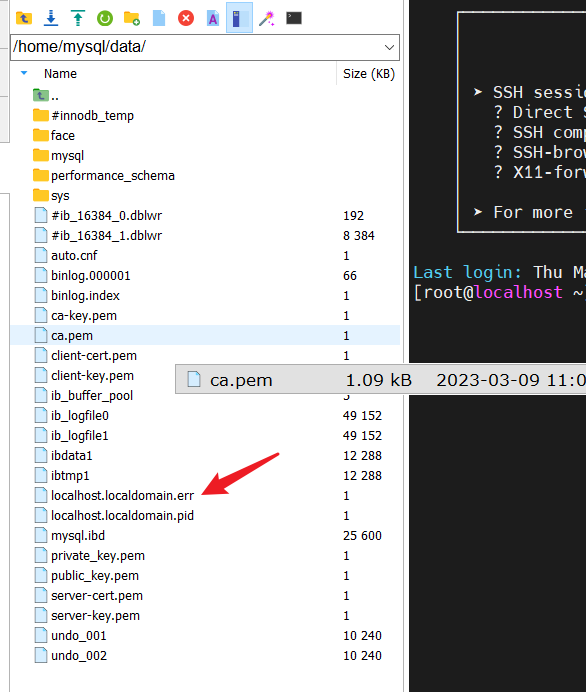 /home/mysql/data/
Name Size (KB)
..
#innodb_temp
face
mysql
performance_schema
sys
#ib_16384_0.dblwr 192
#ib_16384_1.dblwr 8 384
auto.cnf 1
binlog.000001 66
binlog.index 1
ca-key.pem 1
ca.pem 1
client-cert.pem 1
client-key.pem
ca.pem 1.09 kB 2023-03-09 11:0
ib_buffer_pool
ib_logfile0 49 152
ib_logfile1 49 152
ibdata1 12 288
ibtmp1 12 288
localhost.localdomain.err 1
localhost.localdomain.pid 1
mysql.ibd 25 600
private_key.pem 1
public_key.pem 1
server-cert.pem 1
server-key.pem 1
undo_001 10 240
undo_002 10 240
➤ SSH sessio
? Direct S
? SSH comp
? SSH-brow
? X11-forw
➤ For more
Last login: Thu Ma
[root@localhost ~